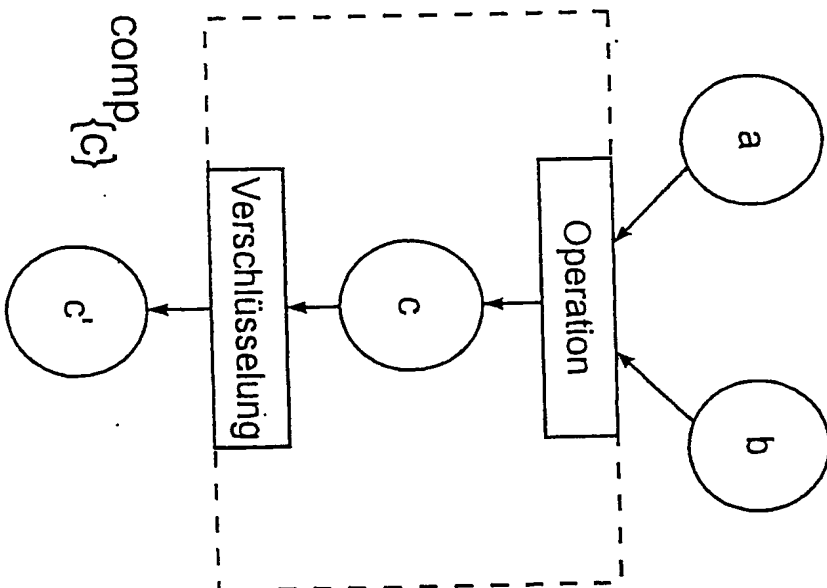 a
b
Operation
c
Verschlüsselung
c'
comp
{c}